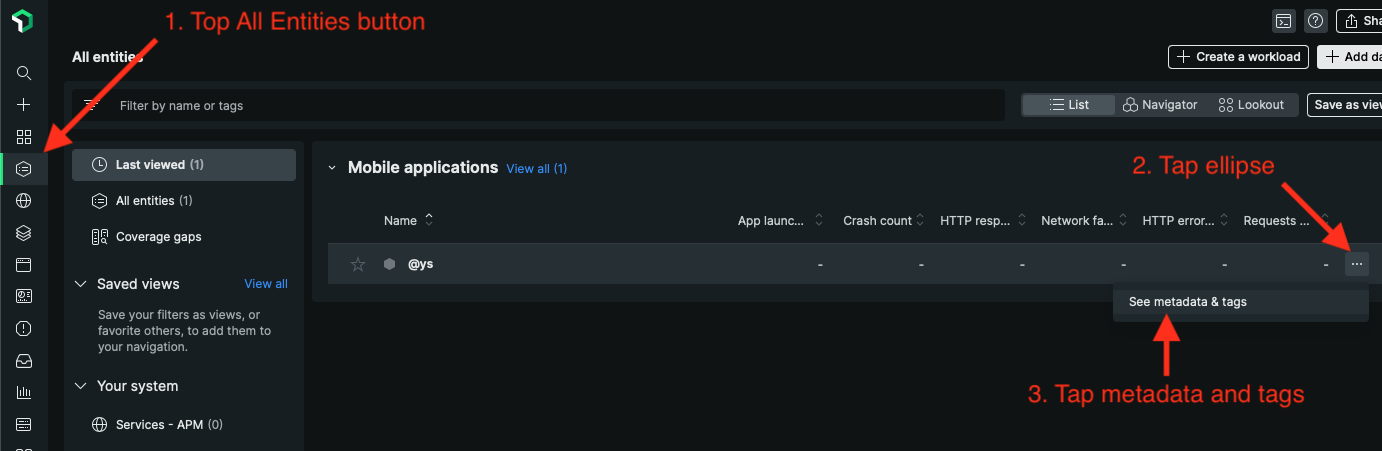 1. Top All Entities button
Sha
All entities
Create a workload
Add da
Filter by name or tags
List
Navigator
Lookout
Save as view
Last viewed (1)
All entities (1)
Coverage gaps
Saved views
View all
Save your filters as views, or
favorite others, to add them to
your navigation.
Your system
Services - APM (0)
Mobile applications View all (1)
2. Tap ellipse
Name
App launc...
Crash count
HTTP resp...
Network fa...
HTTP error...
Requests ...
@ys
- - - - - - ...
See metadata & tags
3. Tap metadata and tags